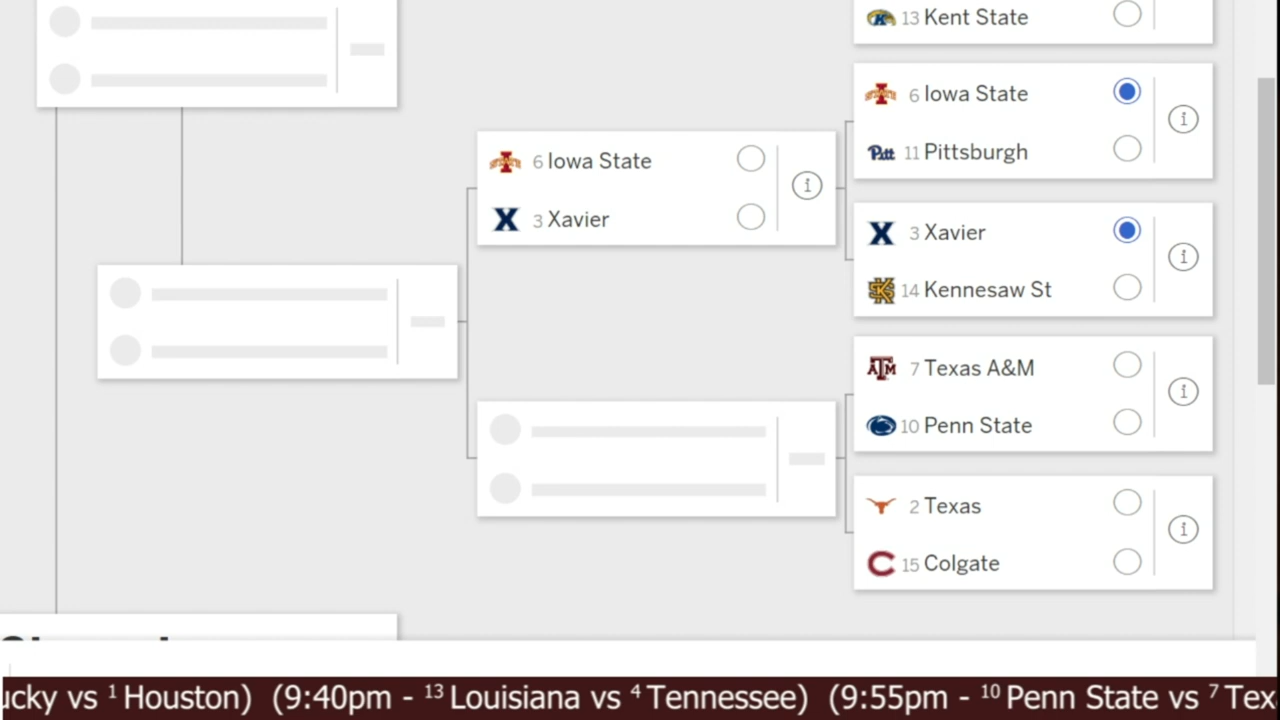 13 Kent State
6 Iowa State
Pitt 11 Pittsburgh
6 Iowa State
3 Xavier
3 Xavier
14 Kennesaw St
7 Texas A&M
10 Penn State
2 Texas
15 Colgate
ucky vs 1 Houston) (9:40pm - 13 Louisiana vs 4 Tennessee) (9:55pm - 10 Penn State vs 7 Tex